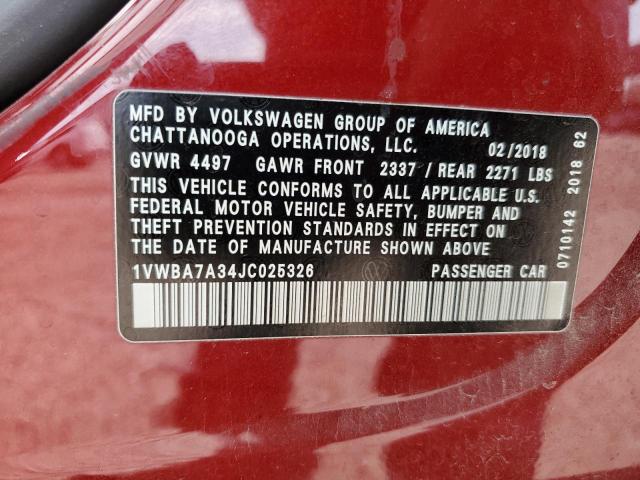 MFD BY VOLKSWAGEN GROUP OF AMERICA
CHATTANOOGA OPERATIONS, LLC. 02/2018
GVWR 4497 GAWR FRONT 2337 / REAR 2271 LBS
THIS VEHICLE CONFORMS TO ALL APPLICABLE U.S.
FEDERAL MOTOR VEHICLE SAFETY, BUMPER AND
THEFT PREVENTION STANDARDS IN EFFECT ON
THE DATE OF MANUFACTURE SHOWN ABOVE
1VWBA7A34JC025326 PASSENGER CAR
0710142 2018 62